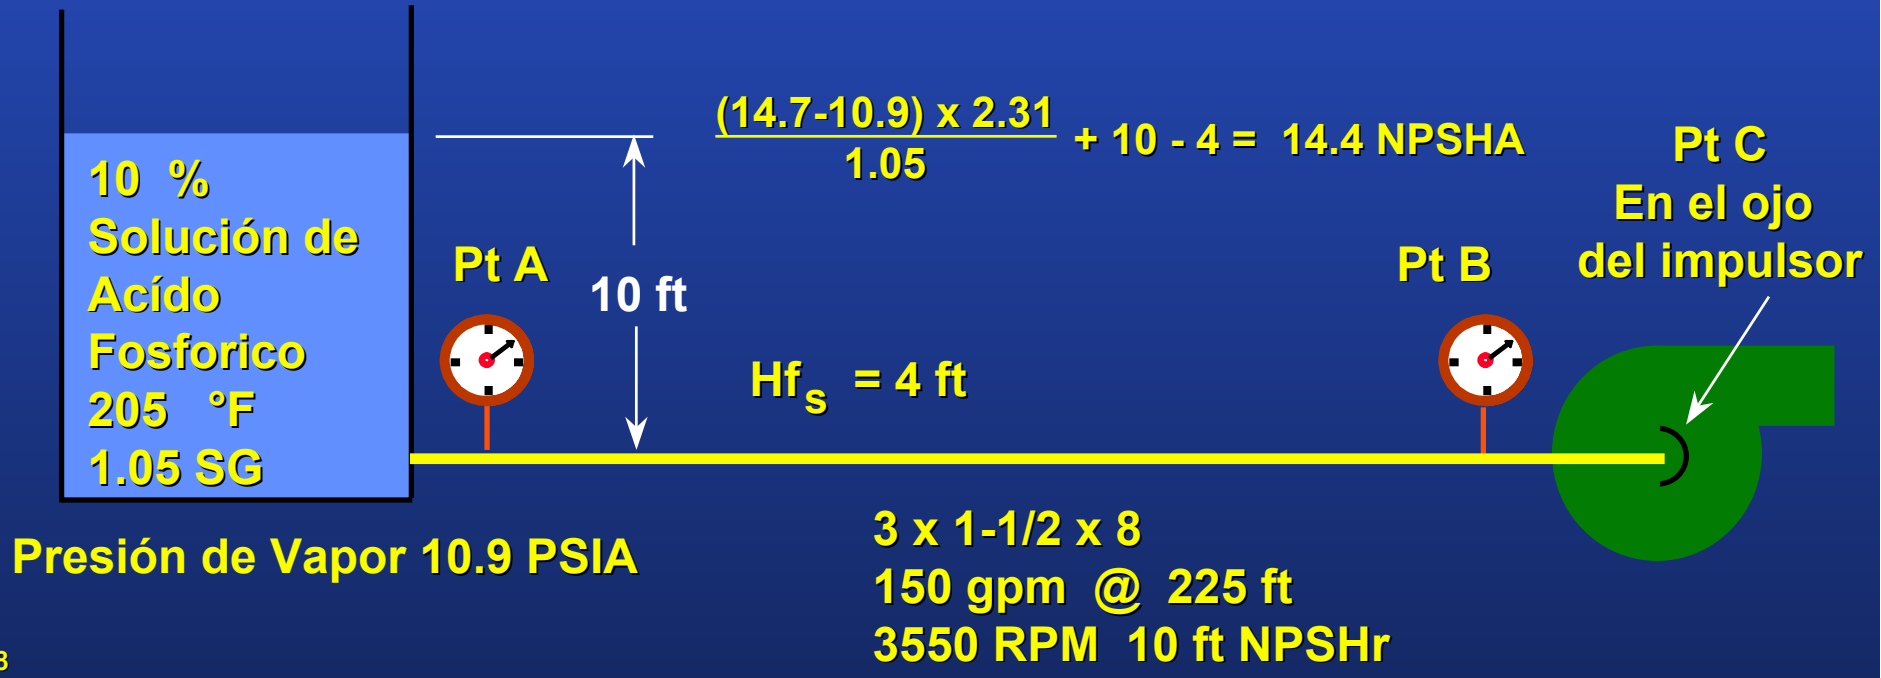 (14.7-10.9) x 2.31
1.05
+ 10 - 4 = 14.4 NPSHA
10 %
Solución de
Acído
Fosforico
205 °F
1.05 SG
Pt A
10 ft
Hfs = 4 ft
Pt B
Pt C
En el ojo
del impulsor
Presión de Vapor 10.9 PSIA
3 x 1-1/2 x 8
150 gpm @ 225 ft
3550 RPM 10 ft NPSHr